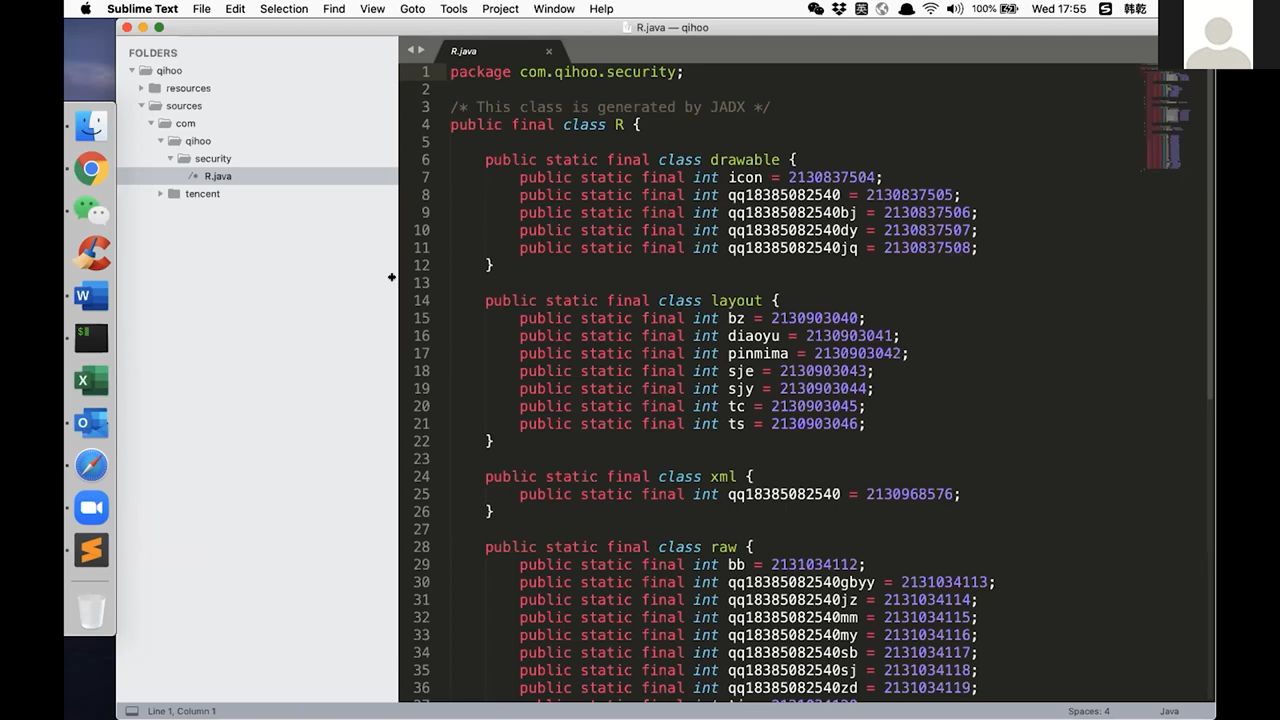 Sublime Text File Edit Selection Find View Goto Tools Project Window Help 英 100% Wed 17:55 韩乾
R.java — qihoo
FOLDERS
qihoo
resources
sources
com
qihoo
security
/* R.java
tencent
R.java
1 package com.qihoo.security;
2
3 /* This class is generated by JADX */
4 public final class R {
5
6 public static final class drawable {
7 public static final int icon = 2130837504;
8 public static final int qq18385082540 = 2130837505;
9 public static final int qq18385082540bj = 2130837506;
10 public static final int qq18385082540dy = 2130837507;
11 public static final int qq18385082540jq = 2130837508;
12 }
13
14 public static final class layout {
15 public static final int bz = 2130903040;
16 public static final int diaoyu = 2130903041;
17 public static final int pinmima = 2130903042;
18 public static final int sje = 2130903043;
19 public static final int sjy = 2130903044;
20 public static final int tc = 2130903045;
21 public static final int ts = 2130903046;
22 }
23
24 public static final class xml {
25 public static final int qq18385082540 = 2130968576;
26 }
27
28 public static final class raw {
29 public static final int bb = 2131034112;
30 public static final int qq18385082540gbyy = 2131034113;
31 public static final int qq18385082540jz = 2131034114;
32 public static final int qq18385082540mm = 2131034115;
33 public static final int qq18385082540my = 2131034116;
34 public static final int qq18385082540sb = 2131034117;
35 public static final int qq18385082540sj = 2131034118;
36 public static final int qq18385082540zd = 2131034119;
Line 1, Column 1 Spaces: 4 Java